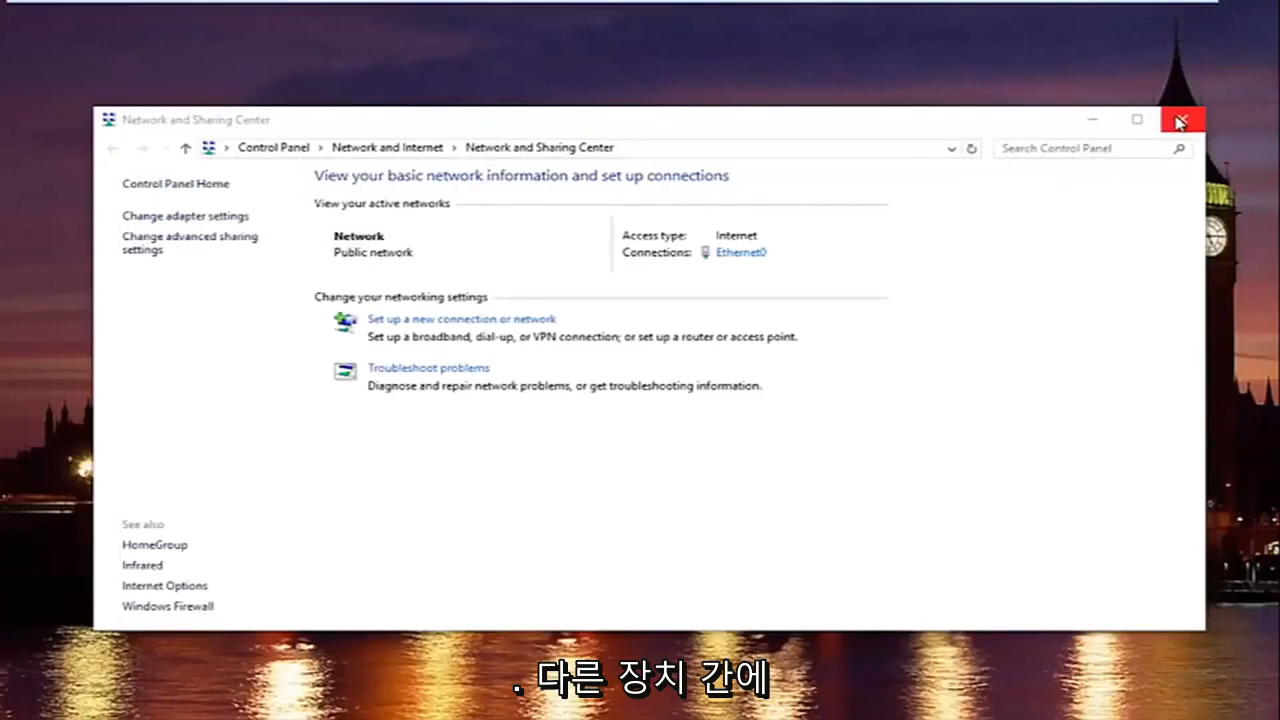 Network and Sharing Center
Control Panel > Network and Internet > Network and Sharing Center
Search Control Panel
Control Panel Home
Change adapter settings
Change advanced sharing
settings
View your basic network information and set up connections
View your active networks
Network
Public network
Access type: Internet
Connections: Ethernet0
Change your networking settings
Set up a new connection or network
Set up a broadband, dial-up, or VPN connection; or set up a router or access point.
Troubleshoot problems
Diagnose and repair network problems, or get troubleshooting information.
See also
HomeGroup
Infrared
Internet Options
Windows Firewall
. 다른 장치 간에